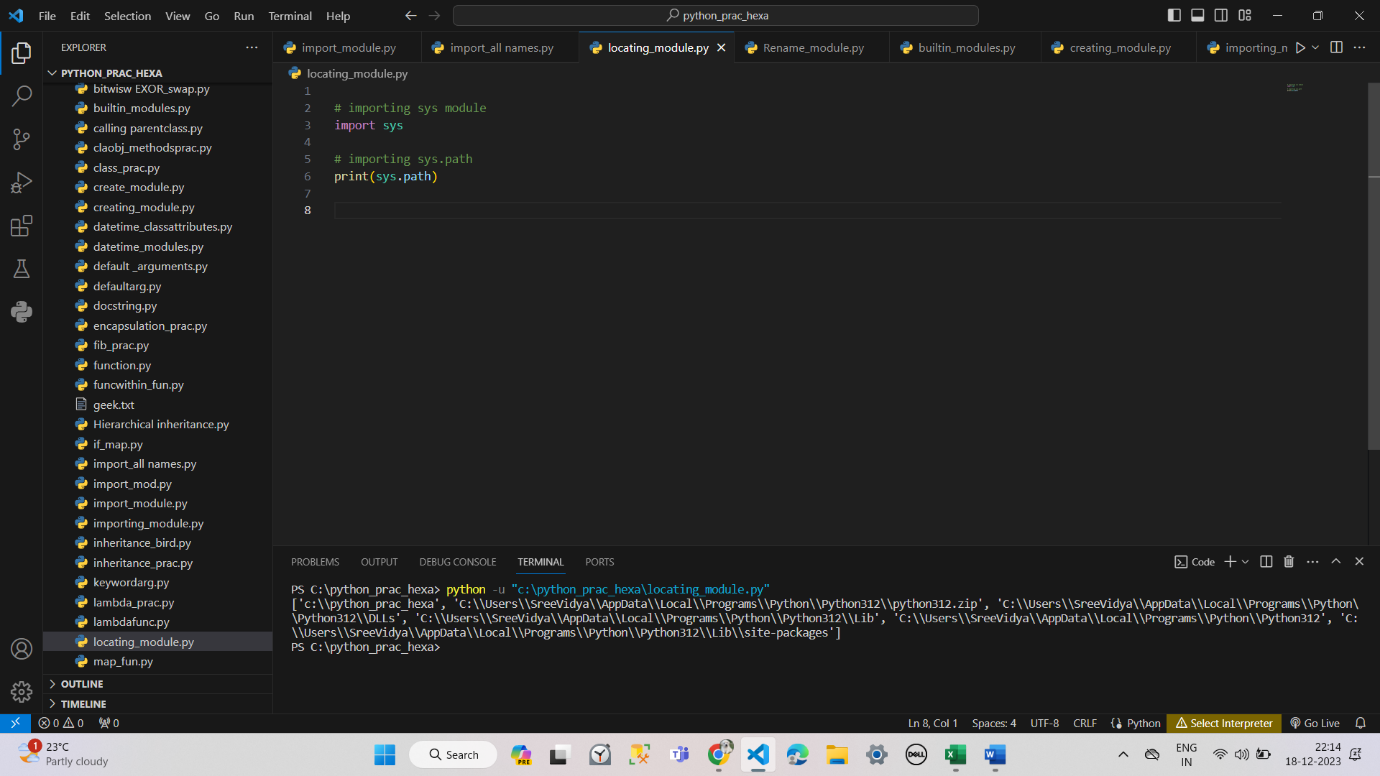 File Edit Selection View Go Run Terminal Help
python_prac_hexa
EXPLORER
import_module.py import_all names.py locating_module.py Rename_module.py builtin_modules.py creating_module.py importing_n
PYTHON_PRAC_HEXA
locating_module.py
bitwisw EXOR_swap.py
builtin_modules.py
calling parentclass.py
claobj_methodsprac.py
class_prac.py
create_module.py
creating_module.py
datetime_classattributes.py
datetime_modules.py
default _arguments.py
defaultarg.py
docstring.py
encapsulation_prac.py
fib_prac.py
function.py
funcwithin_fun.py
geek.txt
Hierarchical inheritance.py
if_map.py
import_all names.py
import_mod.py
import_module.py
importing_module.py
inheritance_bird.py
inheritance_prac.py
keywordarg.py
lambda_prac.py
lambdafunc.py
locating_module.py
map_fun.py
OUTLINE
TIMELINE
1
2 # importing sys module
3 import sys
4
5 # importing sys.path
6 print(sys.path)
7
8
PROBLEMS OUTPUT DEBUG CONSOLE TERMINAL PORTS
Code
PS C:\python_prac_hexa> python -u "c:\python_prac_hexa\locating_module.py"
['c:\\python_prac_hexa', 'C:\\Users\\SreeVidya\\AppData\\Local\\Programs\\Python\\Python312\\python312.zip', 'C:\\Users\\SreeVidya\\AppData\\Local\\Programs\\Python\
\Python312\\DLLs', 'C:\\Users\\SreeVidya\\AppData\\Local\\Programs\\Python\\Python312\\Lib', 'C:\\Users\\SreeVidya\\AppData\\Local\\Programs\\Python\\Python312', 'C:
\\Users\\SreeVidya\\AppData\\Local\\Programs\\Python\\Python312\\Lib\\site-packages']
PS C:\python_prac_hexa>
0 0 0
Ln 8, Col 1 Spaces: 4 UTF-8 CRLF Python Select Interpreter Go Live
1
23°C
Partly cloudy
Search
PRE
DELL
ENG
IN
22:14
18-12-2023